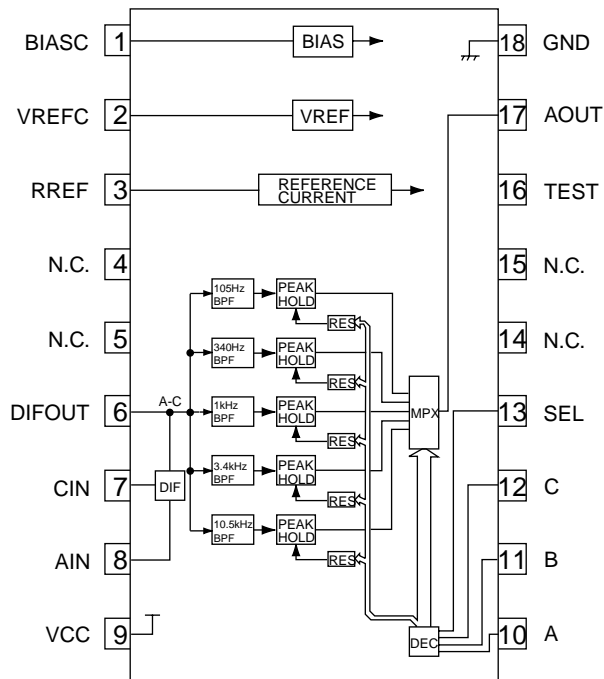 BIASC 1 BIAS 18 GND
VREFC 2 VREF 17 AOUT
RREF 3 REFERENCE CURRENT 16 TEST
N.C. 4 15 N.C.
105Hz BPF PEAK HOLD
RES
N.C. 5 14 N.C.
340Hz BPF PEAK HOLD
RES
DIFOUT 6 A-C 1kHz BPF PEAK HOLD MPX 13 SEL
RES
CIN 7 DIF 3.4kHz BPF PEAK HOLD 12 C
RES
AIN 8 10.5kHz BPF PEAK HOLD 11 B
RES
VCC 9 DEC 10 A